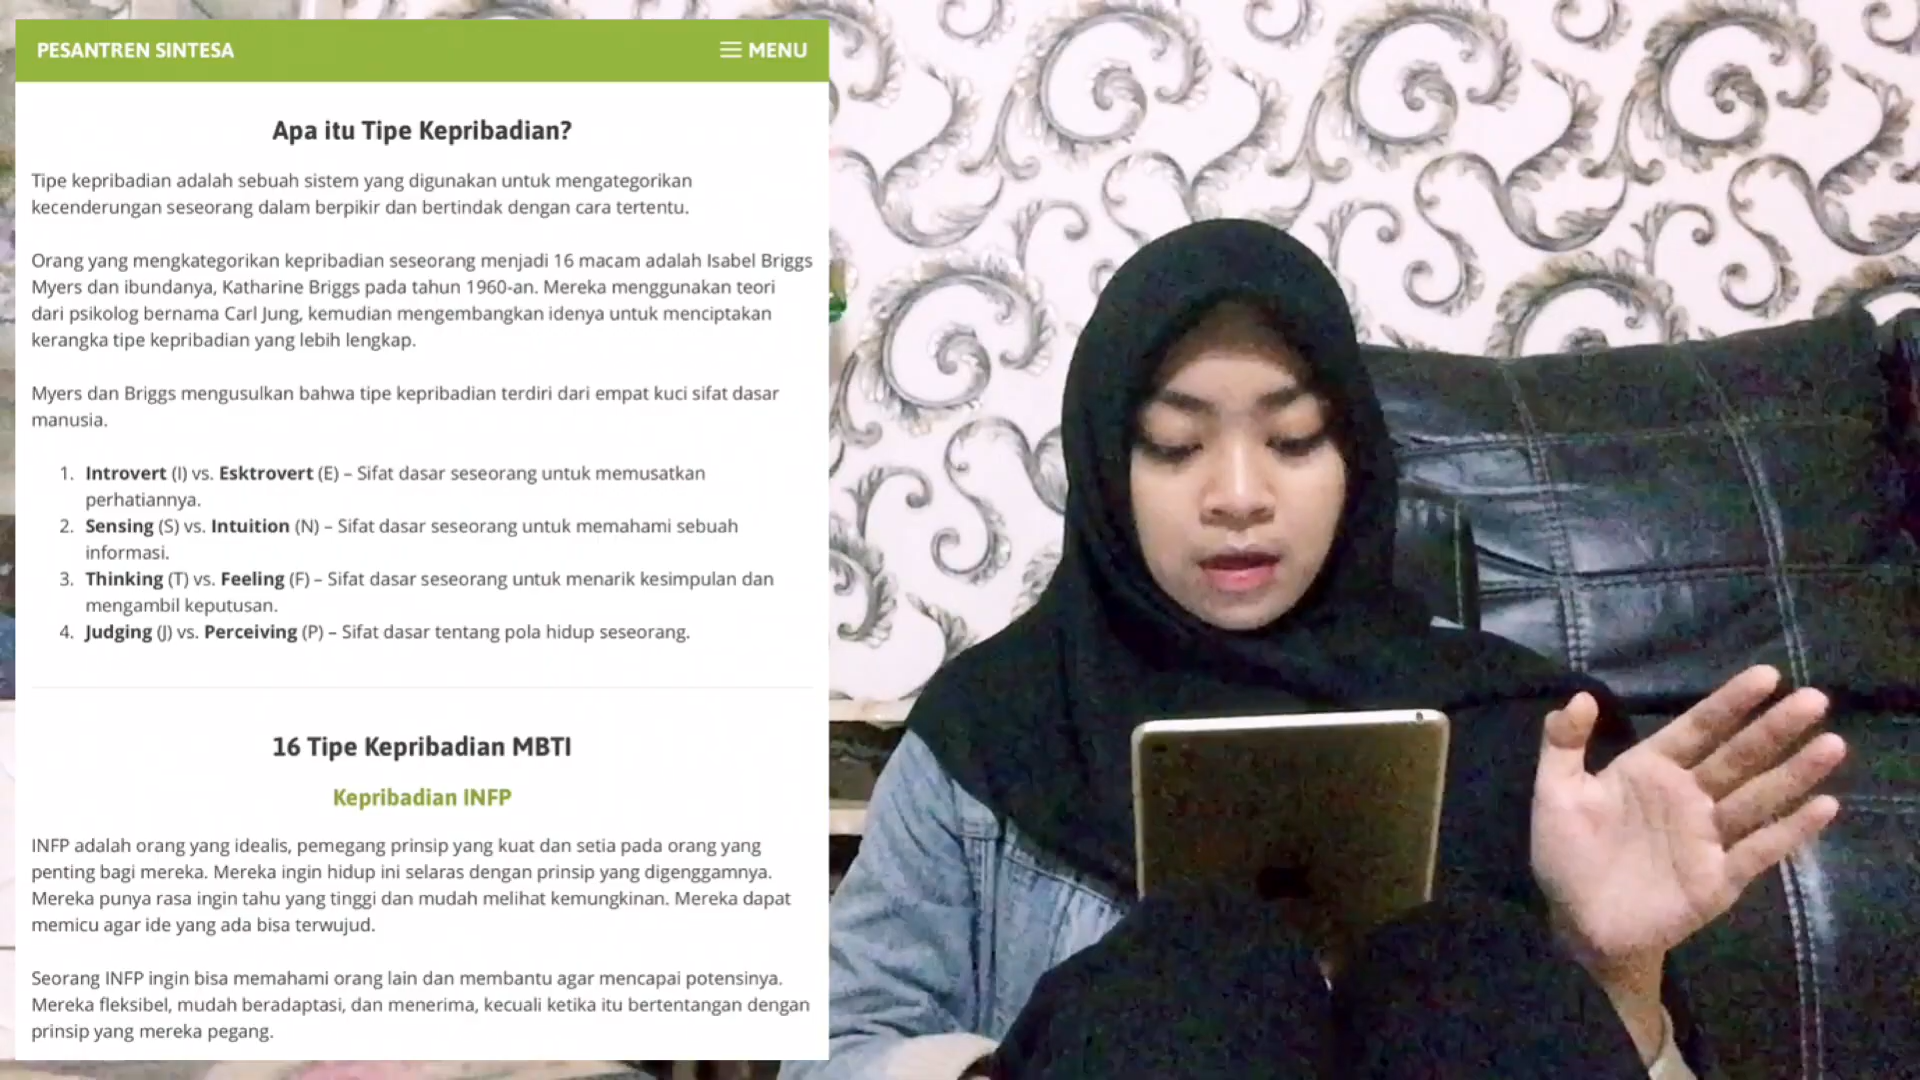 PESANTREN SINTESA
MENU
Apa itu Tipe Kepribadian?
Tipe kepribadian adalah sebuah sistem yang digunakan untuk mengategorikan
kecenderungan seseorang dalam berpikir dan bertindak dengan cara tertentu.
Orang yang mengkategorikan kepribadian seseorang menjadi 16 macam adalah Isabel Briggs
Myers dan ibundanya, Katharine Briggs pada tahun 1960-an. Mereka menggunakan teori
dari psikolog bernama Carl Jung, kemudian mengembangkan idenya untuk menciptakan
kerangka tipe kepribadian yang lebih lengkap.
Myers dan Briggs mengusulkan bahwa tipe kepribadian terdiri dari empat kuci sifat dasar
manusia.
1. Introvert (I) vs. Esktrovert (E) – Sifat dasar seseorang untuk memusatkan
perhatiannya.
2. Sensing (S) vs. Intuition (N) – Sifat dasar seseorang untuk memahami sebuah
informasi.
3. Thinking (T) vs. Feeling (F) – Sifat dasar seseorang untuk menarik kesimpulan dan
mengambil keputusan.
4. Judging (J) vs. Perceiving (P) – Sifat dasar tentang pola hidup seseorang.
16 Tipe Kepribadian MBTI
Kepribadian INFP
INFP adalah orang yang idealis, pemegang prinsip yang kuat dan setia pada orang yang
penting bagi mereka. Mereka ingin hidup ini selaras dengan prinsip yang digenggamnya.
Mereka punya rasa ingin tahu yang tinggi dan mudah melihat kemungkinan. Mereka dapat
memicu agar ide yang ada bisa terwujud.
Seorang INFP ingin bisa memahami orang lain dan membantu agar mencapai potensinya.
Mereka fleksibel, mudah beradaptasi, dan menerima, kecuali ketika itu bertentangan dengan
prinsip yang mereka pegang.